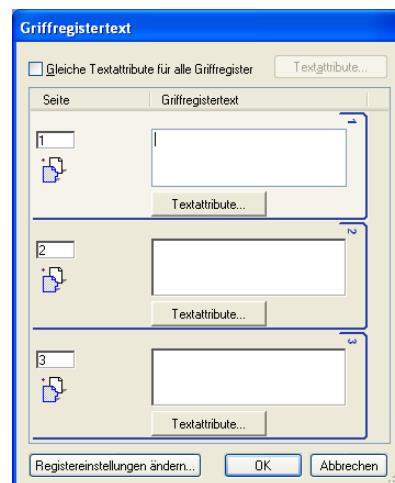 Griffregistertext
Gleiche Textattribute für alle Griffregister Textattribute...
Seite Griffregistertext
1
1
Textattribute...
2
2
Textattribute...
3
3
Textattribute...
Registereinstellungen ändern... OK Abbrechen